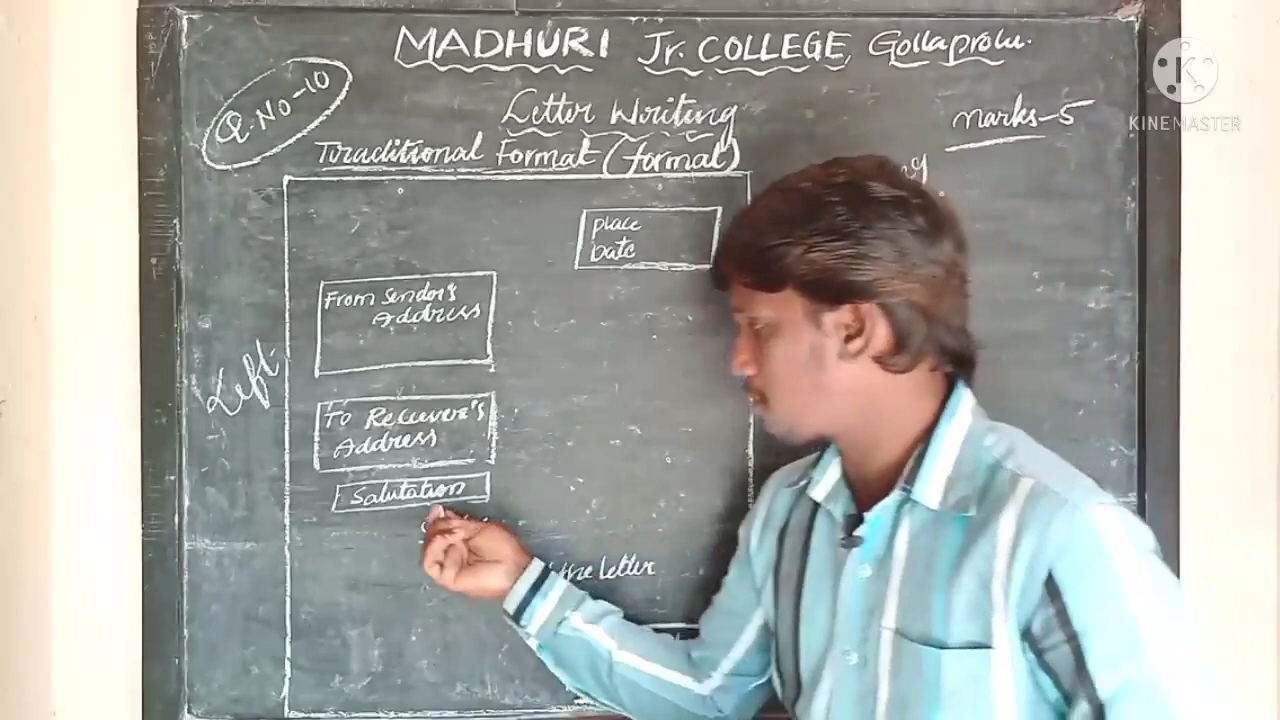 MADHURI Jr. COLLEGE, Gollaprolu.
K
KINEMASTER
Q.No-10
Letter Writing
Marks-5
Traditional Format (formal)
place
Date
From Sendor's
Address
Left
To Receiver's
Address
Salutation
the letter